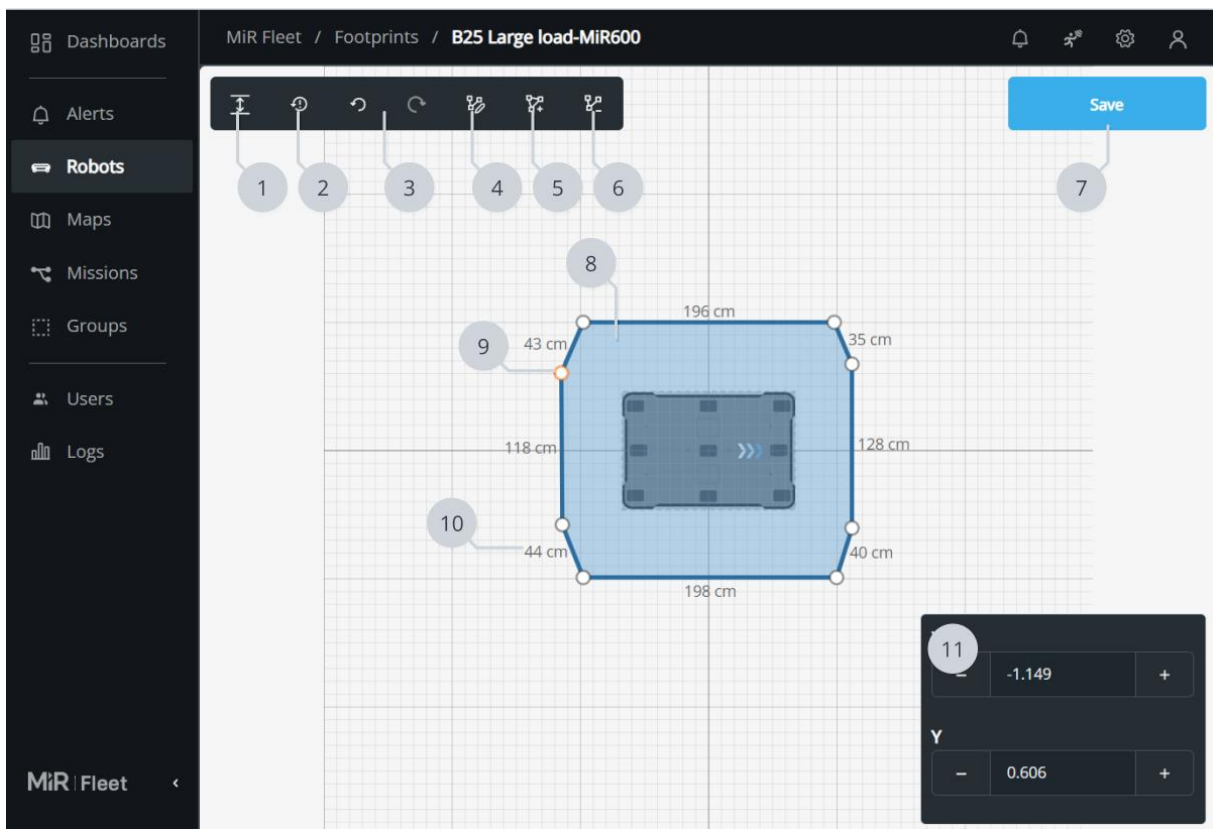 Dashboards
MiR Fleet / Footprints / B25 Large load-MiR600
Alerts
Robots
Maps
Missions
Groups
Users
Logs
MiR Fleet
Save
1
2
3
4
5
6
7
8
196 cm
9
43 cm
35 cm
118 cm
128 cm
10
44 cm
40 cm
198 cm
11
- -1.149 +
Y
- 0.606 +